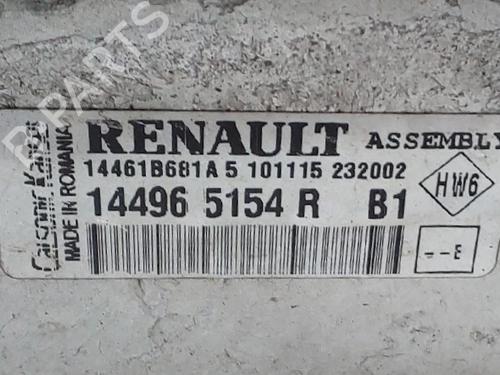 B-PARTS
RENAULT ASSEMBLY
14461B681A 5 101115 232002
14496 5154 R B1
HW6
--E
MADE IN ROMANIA